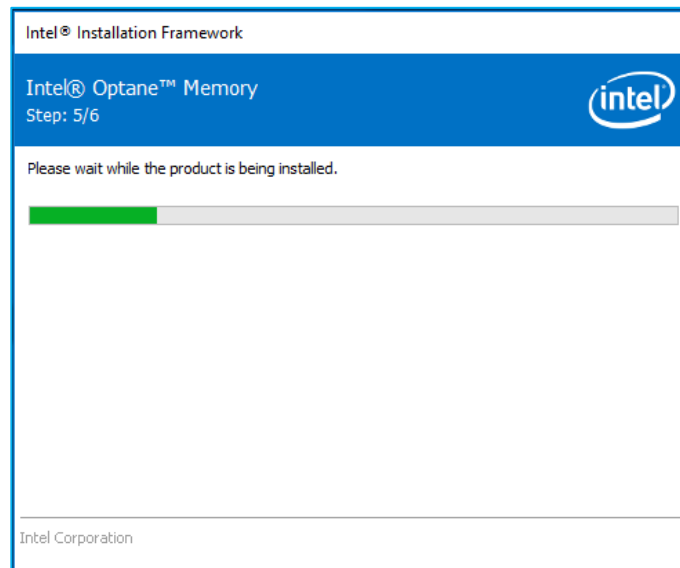 Intel® Installation Framework
Intel® Optane™ Memory
Step: 5/6
intel
Please wait while the product is being installed.
Intel Corporation